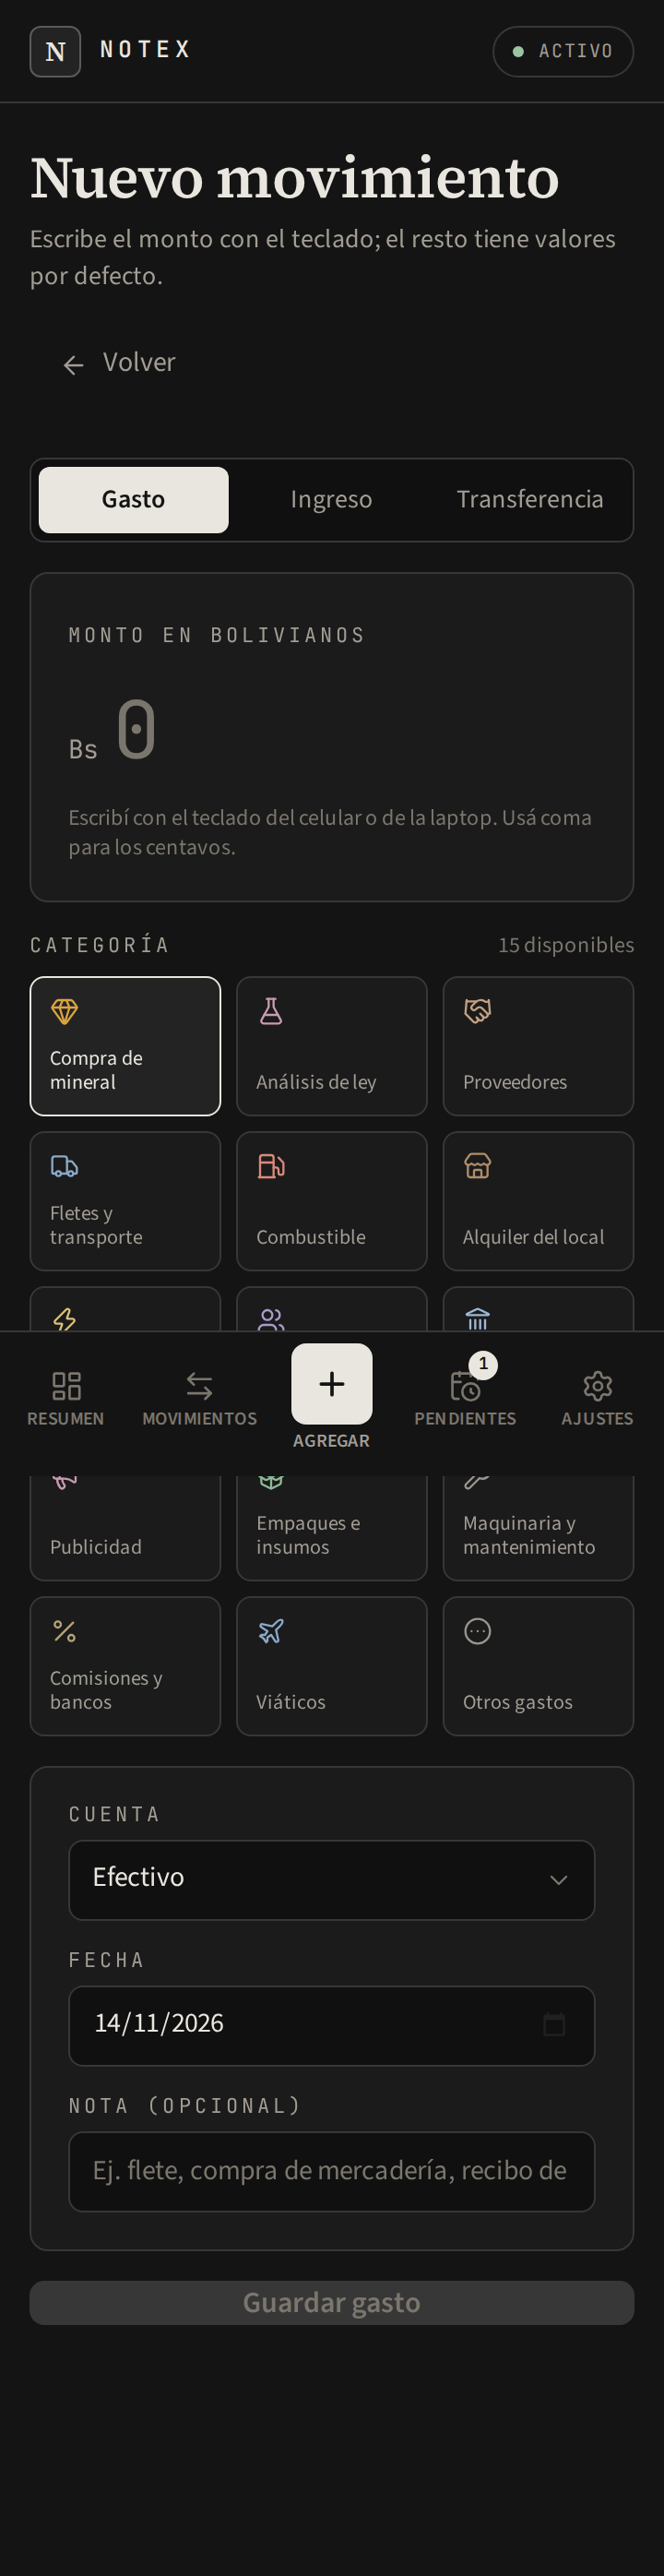 N NOTEX
ACTIVO
Nuevo movimiento
Escribe el monto con el teclado; el resto tiene valores
por defecto.
← Volver
Gasto Ingreso Transferencia
MONTO EN BOLIVIANOS
Bs 0
Escribí con el teclado del celular o de la laptop. Usá coma
para los centavos.
CATEGORÍA 15 disponibles
Compra de
mineral
Análisis de ley
Proveedores
Fletes y
transporte
Combustible
Alquiler del local
RESUMEN
MOVIMIENTOS
AGREGAR
1
PENDIENTES
AJUSTES
Publicidad
Empaques e
insumos
Maquinaria y
mantenimiento
Comisiones y
bancos
Viáticos
Otros gastos
CUENTA
Efectivo
FECHA
14/11/2026
NOTA (OPCIONAL)
Ej. flete, compra de mercadería, recibo de
Guardar gasto